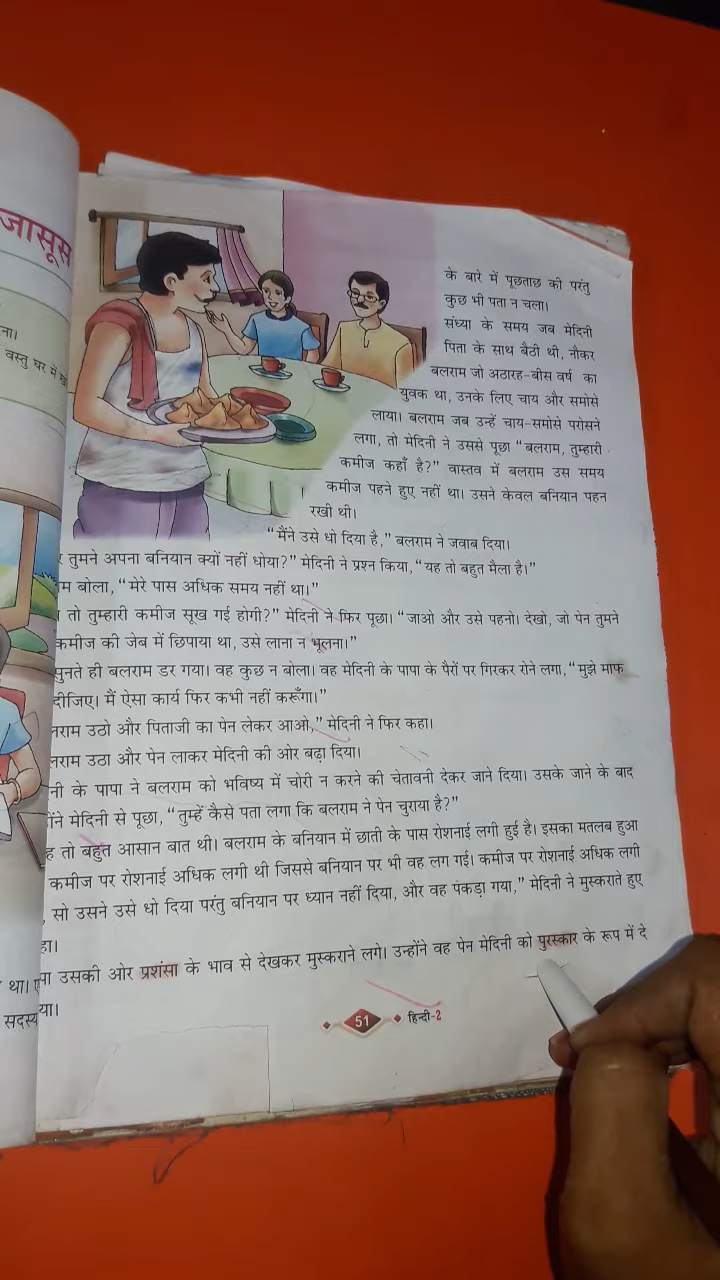 जासूस
ना।
वस्तु घर में
के बारे में पूछताछ की परंतु
कुछ भी पता न चला।
संध्या के समय जब मेदिनी
पिता के साथ बैठी थी, नौकर
बलराम जो अठारह-बीस वर्ष का
युवक था, उनके लिए चाय और समोसे
लाया। बलराम जब उन्हें चाय-समोसे परोसने
लगा, तो मेदिनी ने उससे पूछा “बलराम, तुम्हारी
कमीज कहाँ है?” वास्तव में बलराम उस समय
कमीज पहने हुए नहीं था। उसने केवल बनियान पहन
रखी थी।
“मैंने उसे धो दिया है,” बलराम ने जवाब दिया।
तुमने अपना बनियान क्यों नहीं धोया?” मेदिनी ने प्रश्न किया, “यह तो बहुत मैला है।”
म बोला, “मेरे पास अधिक समय नहीं था।”
तो तुम्हारी कमीज सूख गई होगी?” मेदिनी ने फिर पूछा। “जाओ और उसे पहनो। देखो, जो पेन तुमने
कमीज की जेब में छिपाया था, उसे लाना न भूलना।”
सुनते ही बलराम डर गया। वह कुछ न बोला। वह मेदिनी के पापा के पैरों पर गिरकर रोने लगा, “मुझे माफ
दीजिए। मैं ऐसा कार्य फिर कभी नहीं करूँगा।”
लराम उठो और पिताजी का पेन लेकर आओ,” मेदिनी ने फिर कहा।
लराम उठा और पेन लाकर मेदिनी की ओर बढ़ा दिया।
नी के पापा ने बलराम को भविष्य में चोरी न करने की चेतावनी देकर जाने दिया। उसके जाने के बाद
होंने मेदिनी से पूछा, “तुम्हें कैसे पता लगा कि बलराम ने पेन चुराया है?”
ह तो बहुत आसान बात थी। बलराम के बनियान में छाती के पास रोशनाई लगी हुई है। इसका मतलब हुआ
कमीज पर रोशनाई अधिक लगी थी जिससे बनियान पर भी वह लग गई। कमीज पर रोशनाई अधिक लगी
, सो उसने उसे धो दिया परंतु बनियान पर ध्यान नहीं दिया, और वह पकड़ा गया,” मेदिनी ने मुस्कराते हुए
हा।
पा उसकी ओर प्रशंसा के भाव से देखकर मुस्कराने लगे। उन्होंने वह पेन मेदिनी को पुरस्कार के रूप में दे
या।
था।
सदस्य
51 हिन्दी-2